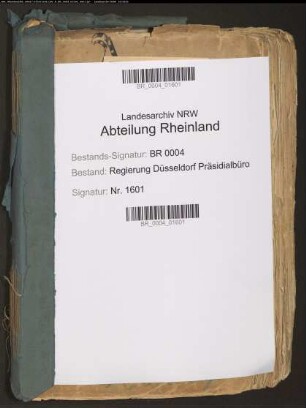 BR_0004_01601
Landesarchiv NRW
Abteilung Rheinland
Bestands-Signatur: BR 0004
Bestand: Regierung Düsseldorf Präsidialbüro
Signatur: Nr. 1601
BR_0004_01601